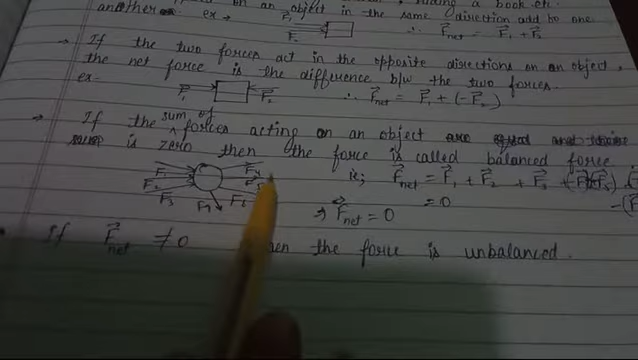 on an object in the same direction add to one
another. ex → F₁ F₂ ∴ F⃗net = F⃗₁ + F⃗₂
→ If the two forces act in the opposite directions on an object,
the net force is the difference b/w the two forces.
ex- F⃗₁ F⃗₂ ∴ F⃗net = F⃗₁ + (-F⃗₂)
→ If the sum of forces acting on an object
is zero then the force is called balanced force
F₁ F₂ F₃ F₄ F₅ F₆ ie; F⃗net = F⃗₁ + F⃗₂ + F⃗₃
= 0
⇒ F⃗net = 0
If F⃗net ≠ 0 the force is unbalanced.